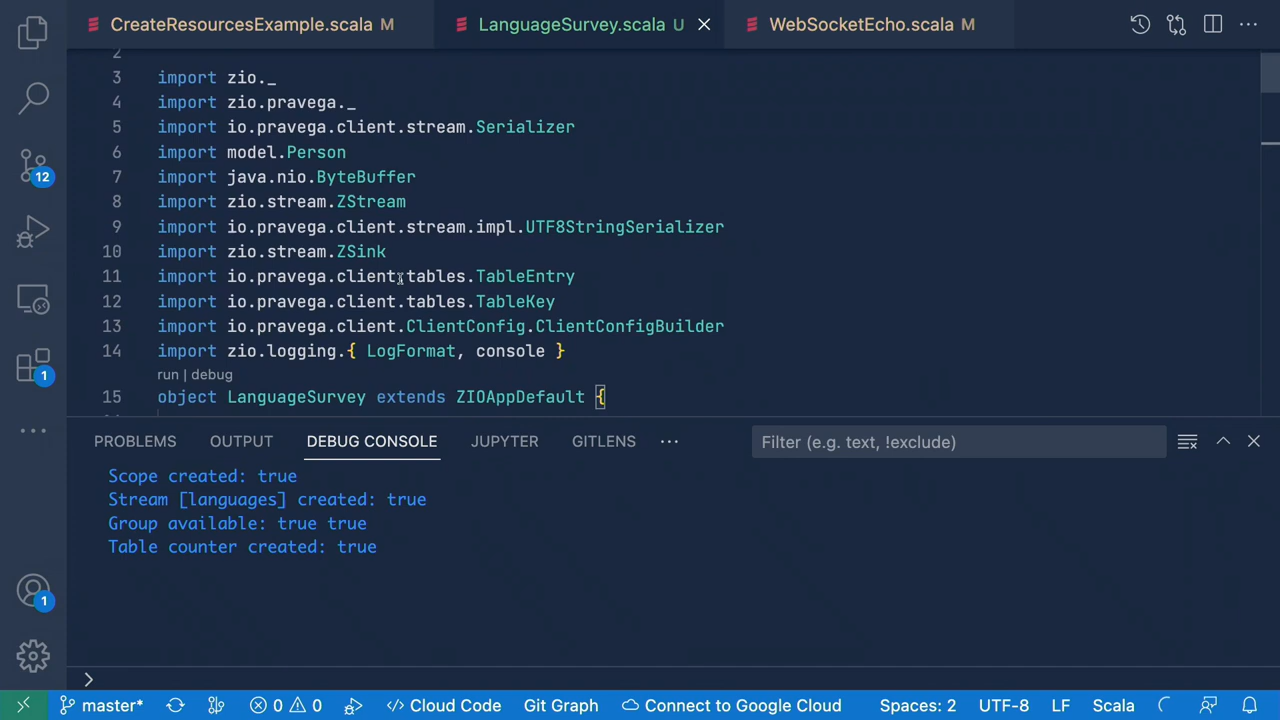 CreateResourcesExample.scala M
LanguageSurvey.scala U
WebSocketEcho.scala M
2
3 import zio._
4 import zio.pravega._
5 import io.pravega.client.stream.Serializer
6 import model.Person
7 import java.nio.ByteBuffer
8 import zio.stream.ZStream
9 import io.pravega.client.stream.impl.UTF8StringSerializer
10 import zio.stream.ZSink
11 import io.pravega.client.tables.TableEntry
12 import io.pravega.client.tables.TableKey
13 import io.pravega.client.ClientConfig.ClientConfigBuilder
14 import zio.logging.{ LogFormat, console }
run | debug
15 object LanguageSurvey extends ZIOAppDefault {
12
1
1
PROBLEMS OUTPUT DEBUG CONSOLE JUPYTER GITLENS
Filter (e.g. text, !exclude)
Scope created: true
Stream [languages] created: true
Group available: true true
Table counter created: true
master* 0 0 Cloud Code Git Graph Connect to Google Cloud Spaces: 2 UTF-8 LF Scala